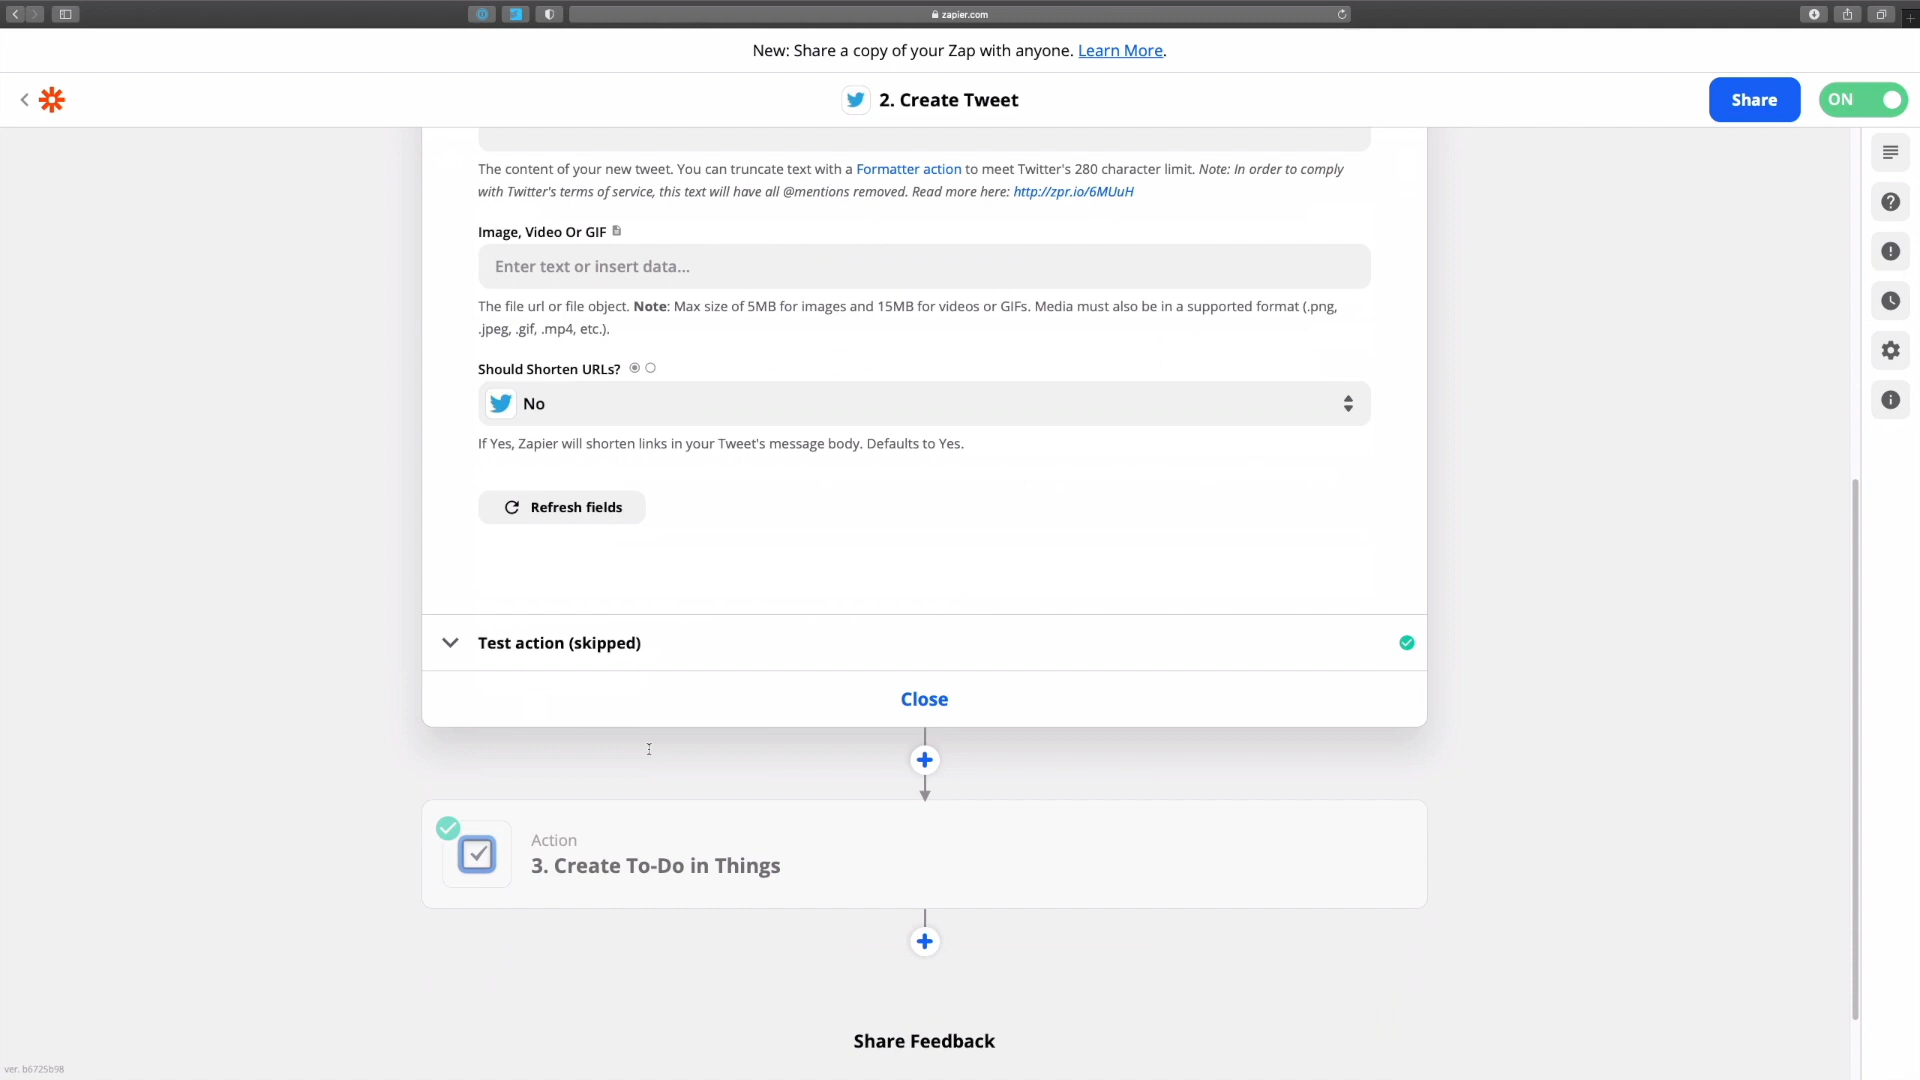 zapier.com
New: Share a copy of your Zap with anyone. Learn More.
2. Create Tweet
Share
ON
The content of your new tweet. You can truncate text with a Formatter action to meet Twitter's 280 character limit. Note: In order to comply
with Twitter's terms of service, this text will have all @mentions removed. Read more here: http://zpr.io/6MUuH
Image, Video Or GIF
Enter text or insert data...
The file url or file object. Note: Max size of 5MB for images and 15MB for videos or GIFs. Media must also be in a supported format (.png,
.jpeg, .gif, .mp4, etc.).
Should Shorten URLs?
No
If Yes, Zapier will shorten links in your Tweet's message body. Defaults to Yes.
Refresh fields
Test action (skipped)
Close
Action
3. Create To-Do in Things
Share Feedback
ver. b6725b98